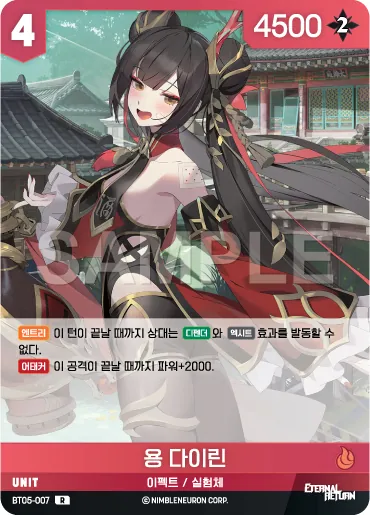 4
4500 2
SAMPLE
엔트리 이 턴이 끝날 때까지 상대는 디펜더 와 엑시트 효과를 발동할 수
없다.
어태커 이 공격이 끝날 때까지 파워+2000.
용 다이린
UNIT
어펙트 / 실험체
BT05-007 R
© NIMBLENEURON CORP.
ETERNAL
RETURN